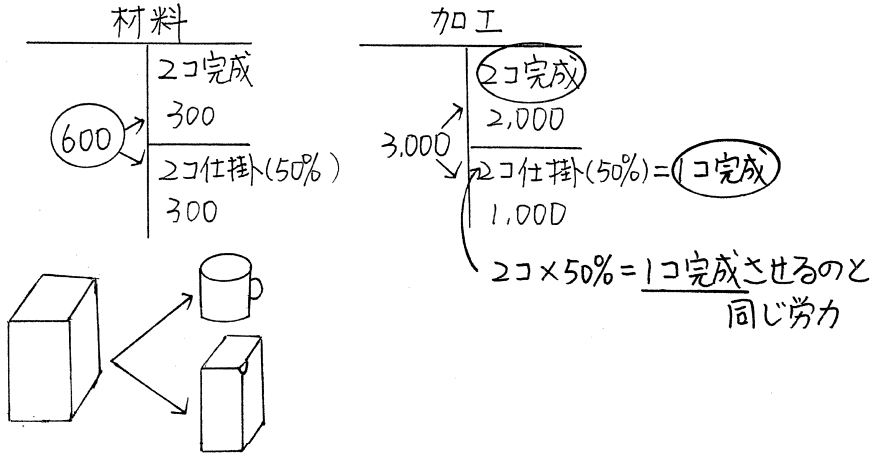 材料
2コ完成
300
600
2コ仕掛(50%)
300
加工
2コ完成
2,000
3,000
2コ仕掛(50%)=1コ完成
1,000
2コ×50%=1コ完成させるのと
同じ労力